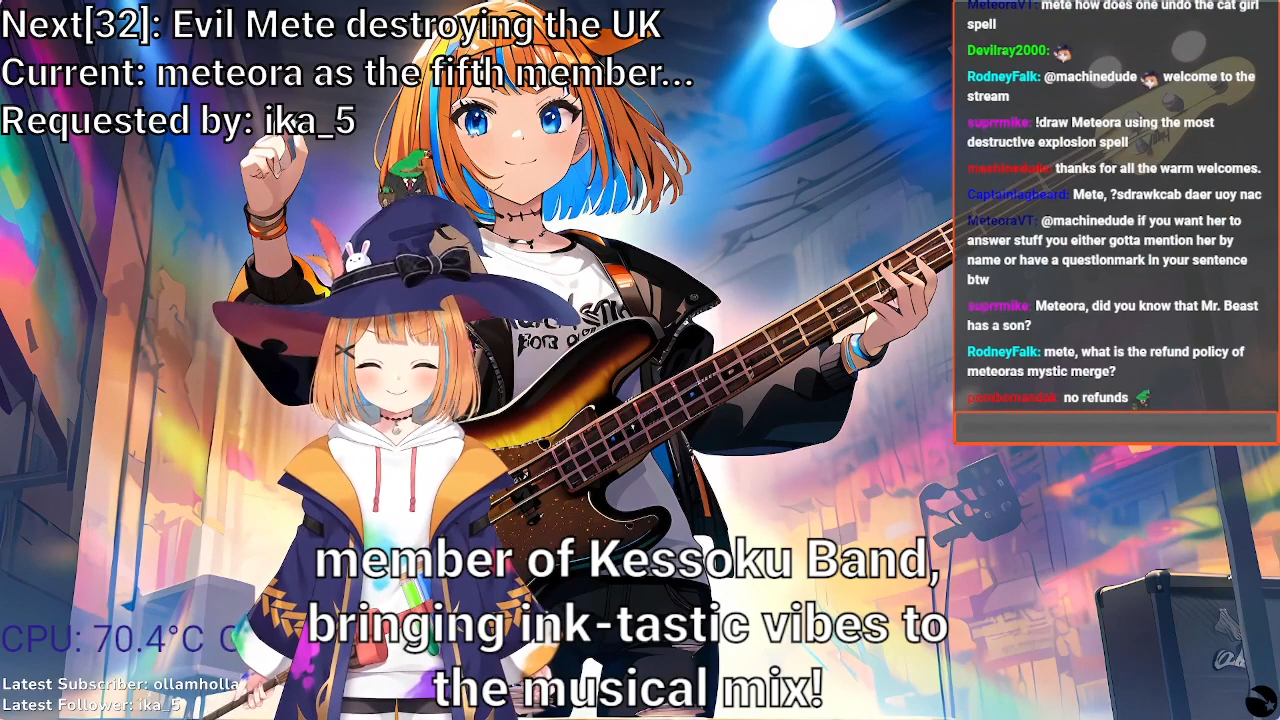 Next[32]: Evil Mete destroying the UK
Current: meteora as the fifth member...
Requested by: ika_5
MeteoraVT: mete how does one undo the cat girl
spell
Devilray2000:
RodneyFalk: @machinedude welcome to the
stream
suprrmike: !draw Meteora using the most
destructive explosion spell
machinedude: thanks for all the warm welcomes.
Captainlagbeard: Mete, ?sdrawkcab daer uoy nac
MeteoraVT: @machinedude if you want her to
answer stuff you either gotta mention her by
name or have a questionmark in your sentence
btw
suprrmike: Meteora, did you know that Mr. Beast
has a son?
RodneyFalk: mete, what is the refund policy of
meteoras mystic merge?
no refunds
member of Kessoku Band,
bringing ink-tastic vibes to
the musical mix!
CPU: 70.4°C
Latest Subscriber: ollamholla
Latest Follower: ika_5